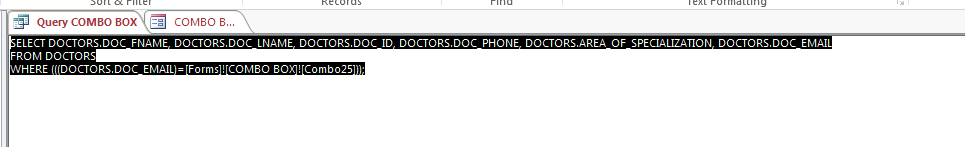 Sort & Filter Records Find Text Formatting
Query COMBO BOX COMBO B...
SELECT DOCTORS.DOC_FNAME, DOCTORS.DOC_LNAME, DOCTORS.DOC_ID, DOCTORS.DOC_PHONE, DOCTORS.AREA_OF_SPECIALIZATION, DOCTORS.DOC_EMAIL
FROM DOCTORS
WHERE (((DOCTORS.DOC_EMAIL)=[Forms]![COMBO BOX]![Combo25]));